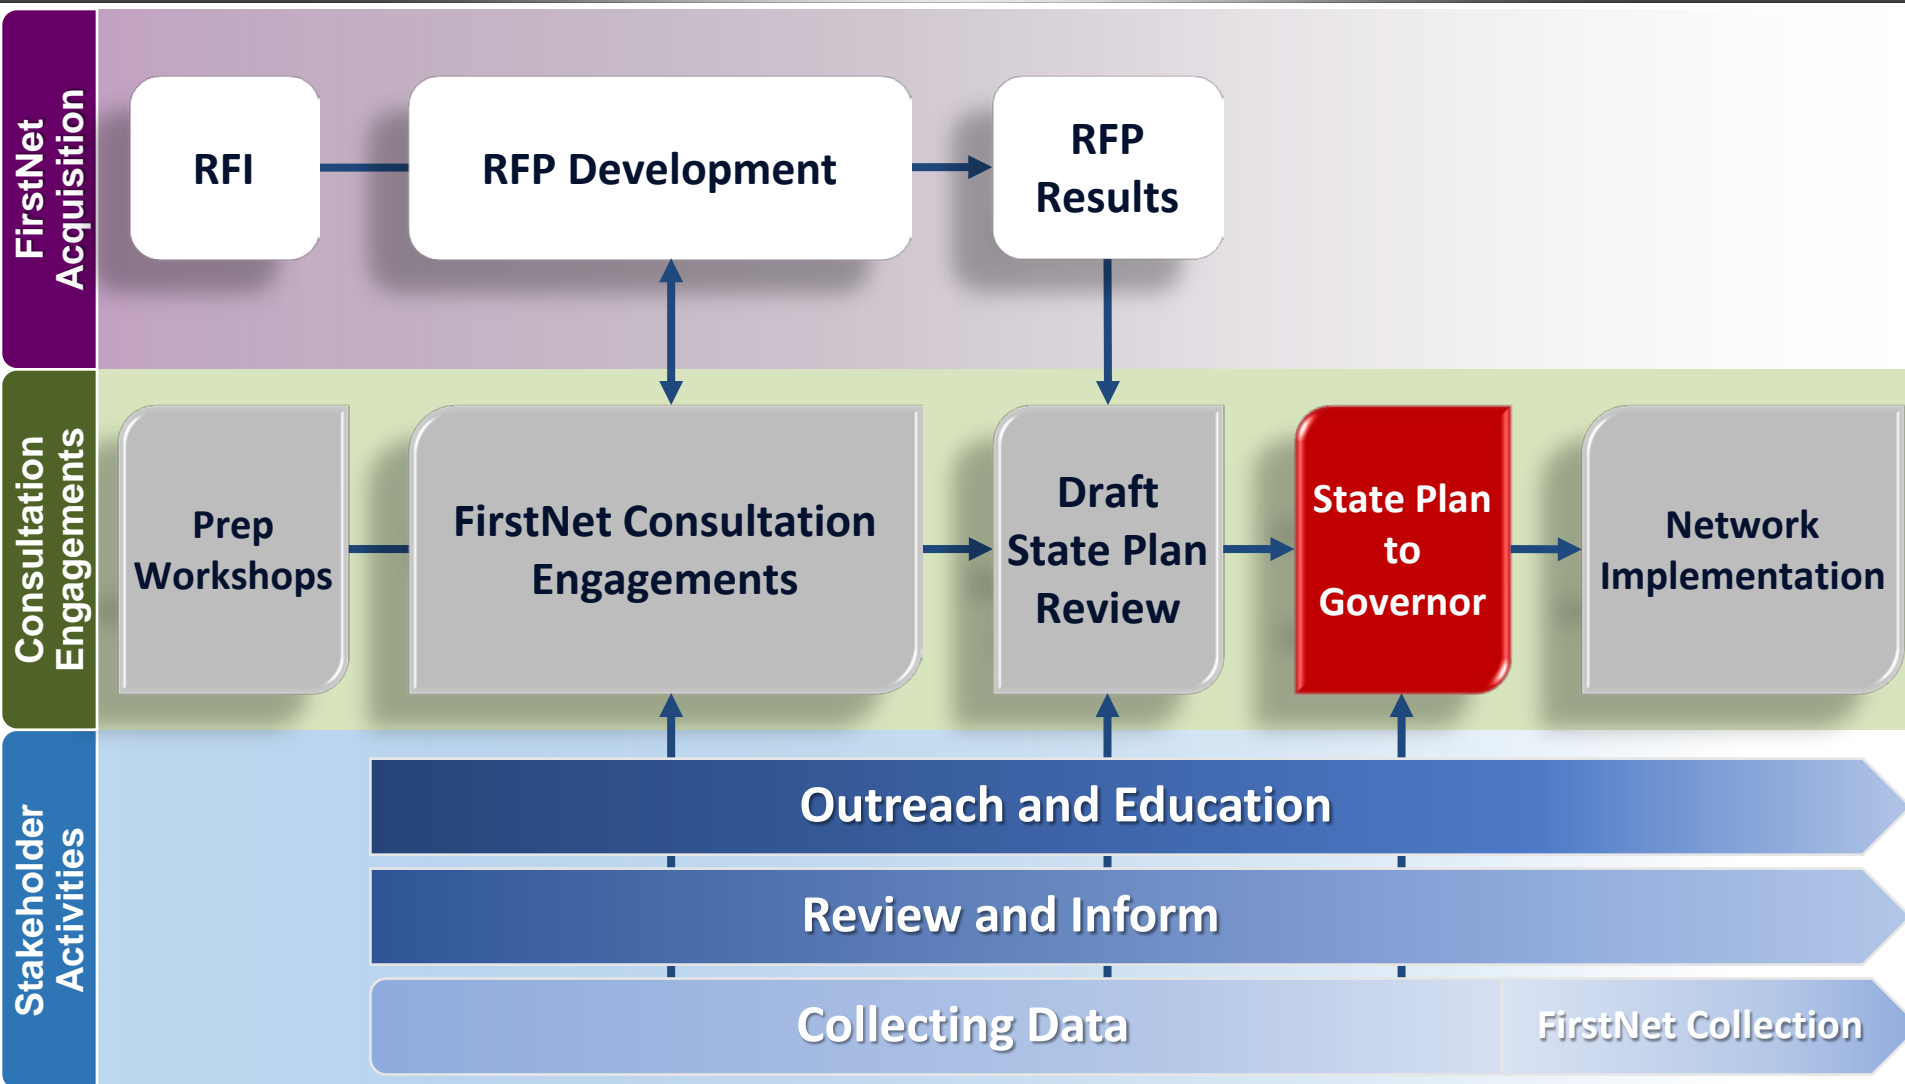 FirstNet
Acquisition
RFI
RFP Development
RFP
Results
Consultation
Engagements
Prep
Workshops
FirstNet Consultation
Engagements
Draft
State Plan
Review
State Plan
to
Governor
Network
Implementation
Stakeholder
Activities
Outreach and Education
Review and Inform
Collecting Data
FirstNet Collection